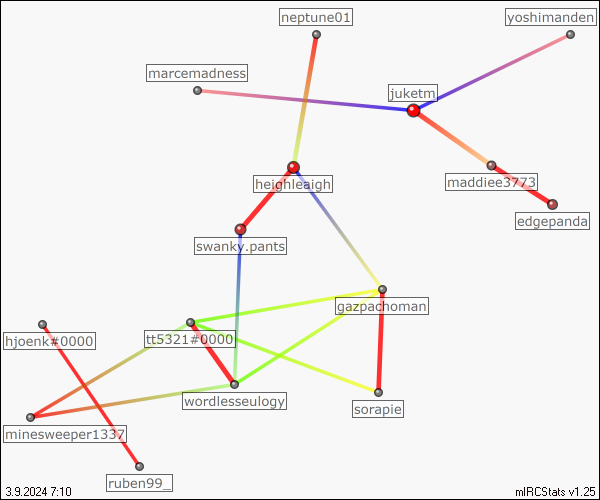 neptune01
yoshimanden
marcemadness
juketm
heighleaigh
maddiee3773
edgepanda
swanky.pants
gazpachoman
hjoenk#0000
tt5321#0000
wordlesseulogy
sorapie
minesweeper1337
ruben99_
3.9.2024 7:10
mIRCStats v1.25